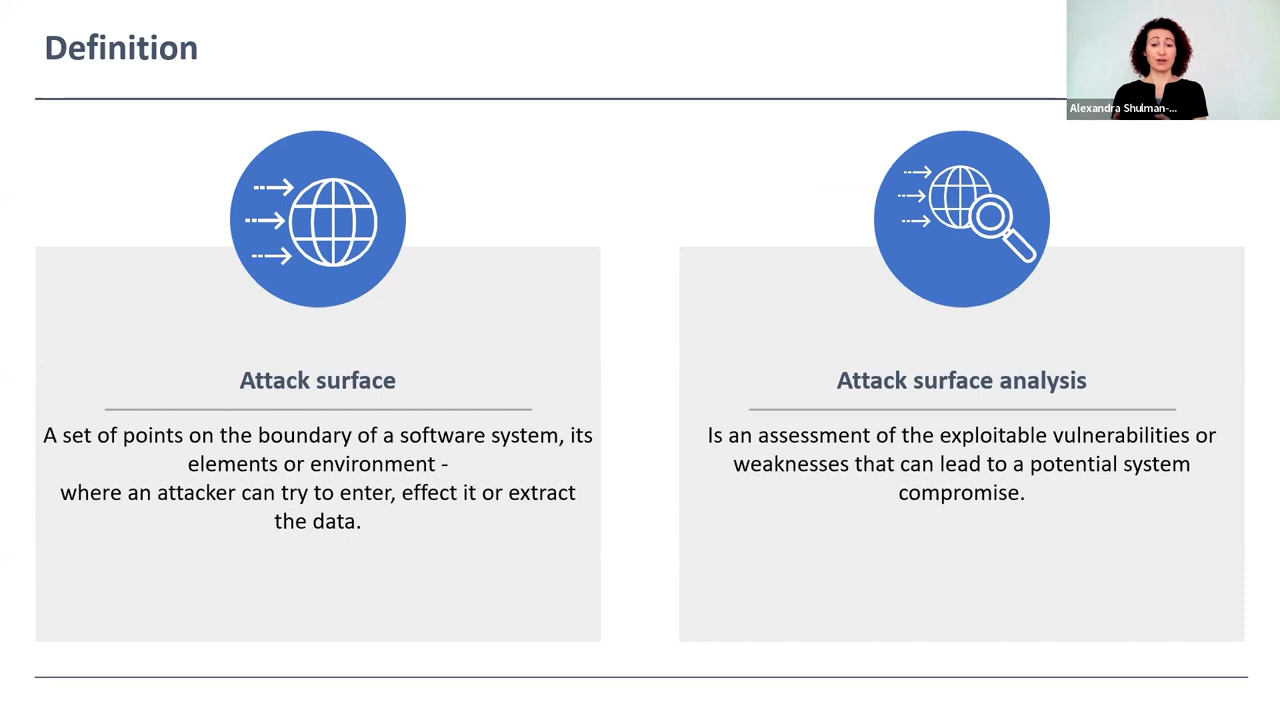 Definition
Alexandra Shulman-...
Attack surface
A set of points on the boundary of a software system, its
elements or environment -
where an attacker can try to enter, effect it or extract
the data.
Attack surface analysis
Is an assessment of the exploitable vulnerabilities or
weaknesses that can lead to a potential system
compromise.